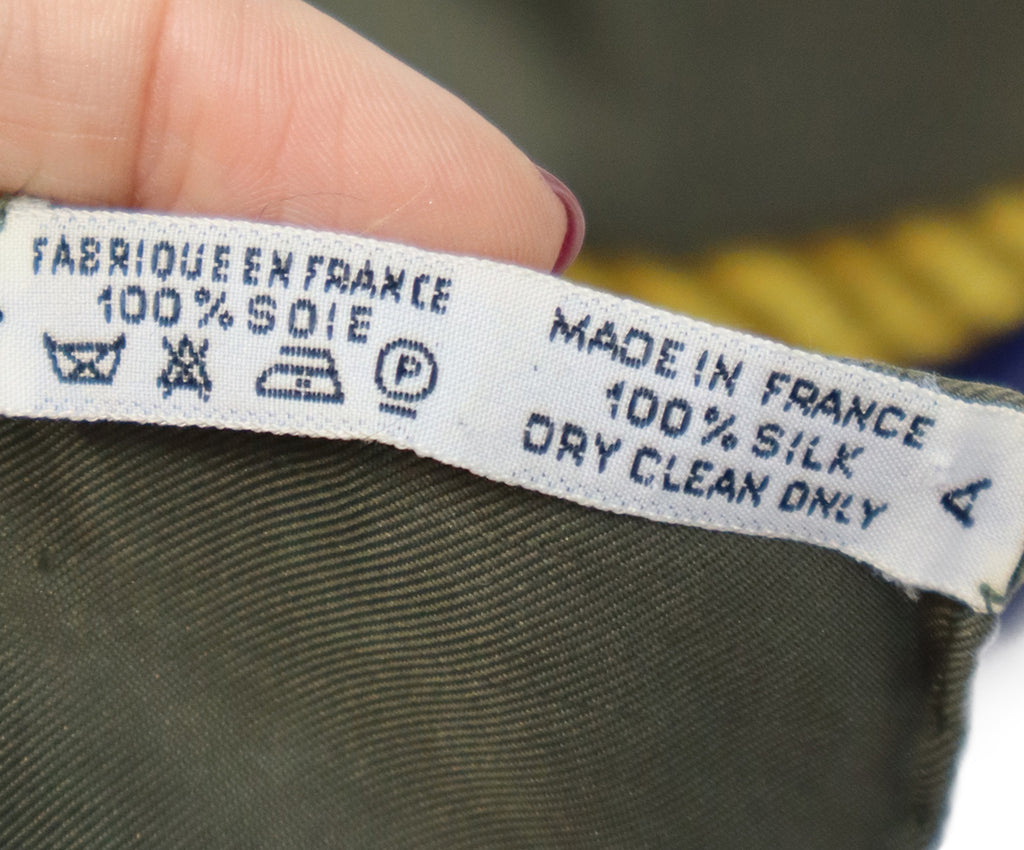 FABRIQUE EN FRANCE
100% SOIE
P
MADE IN FRANCE
100% SILK
DRY CLEAN ONLY
A